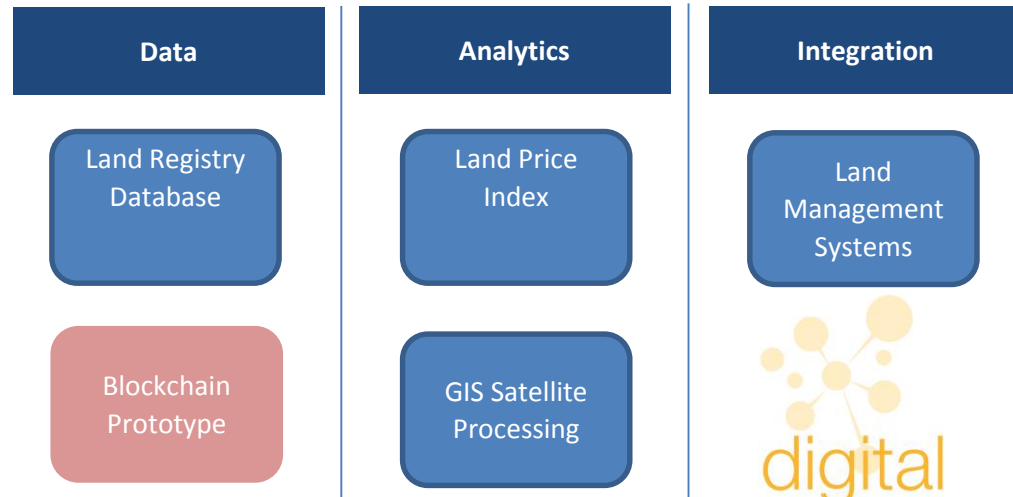 Data
Analytics
Integration
Land Registry
Database
Land Price
Index
Land
Management
Systems
Blockchain
Prototype
GIS Satellite
Processing
digital